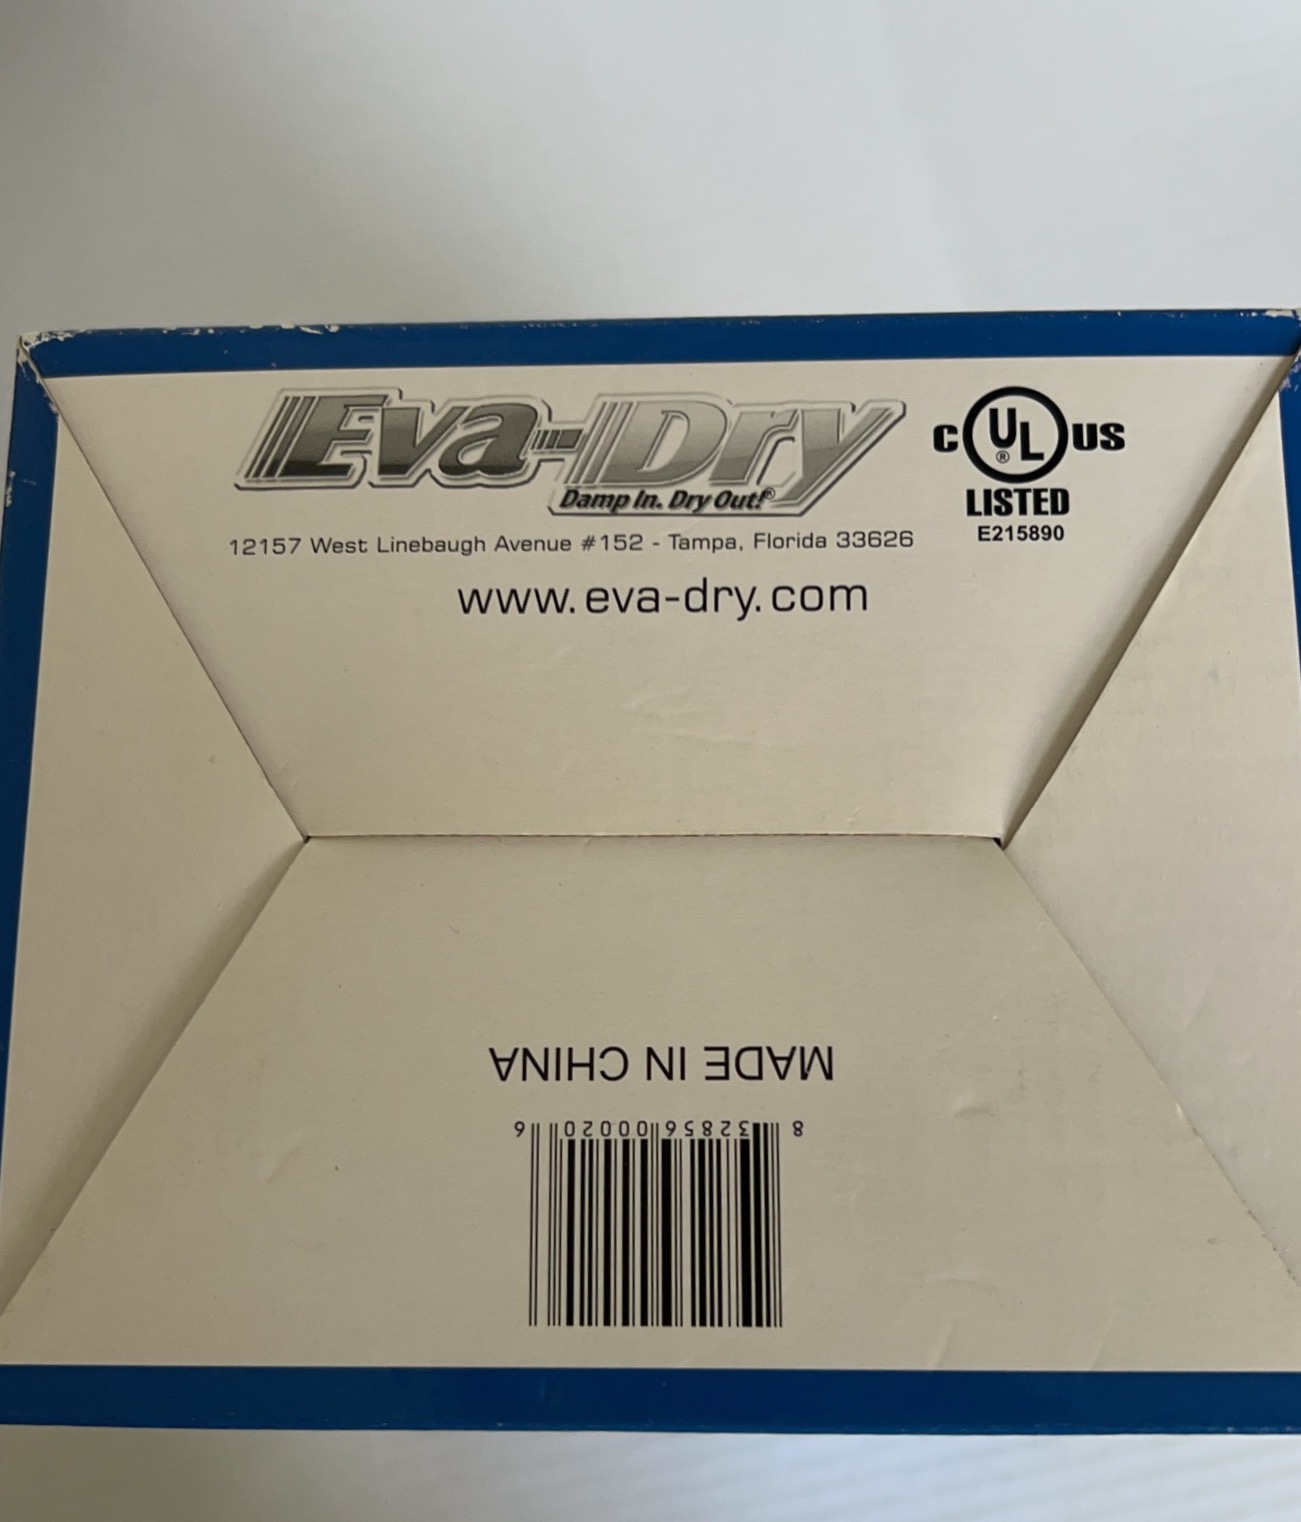 Eva-Dry
Damp In. Dry Out!®
12157 West Linebaugh Avenue #152 - Tampa, Florida 33626
www.eva-dry.com
C UL® US
LISTED
E215890
MADE IN CHINA
8 32856 00020 6